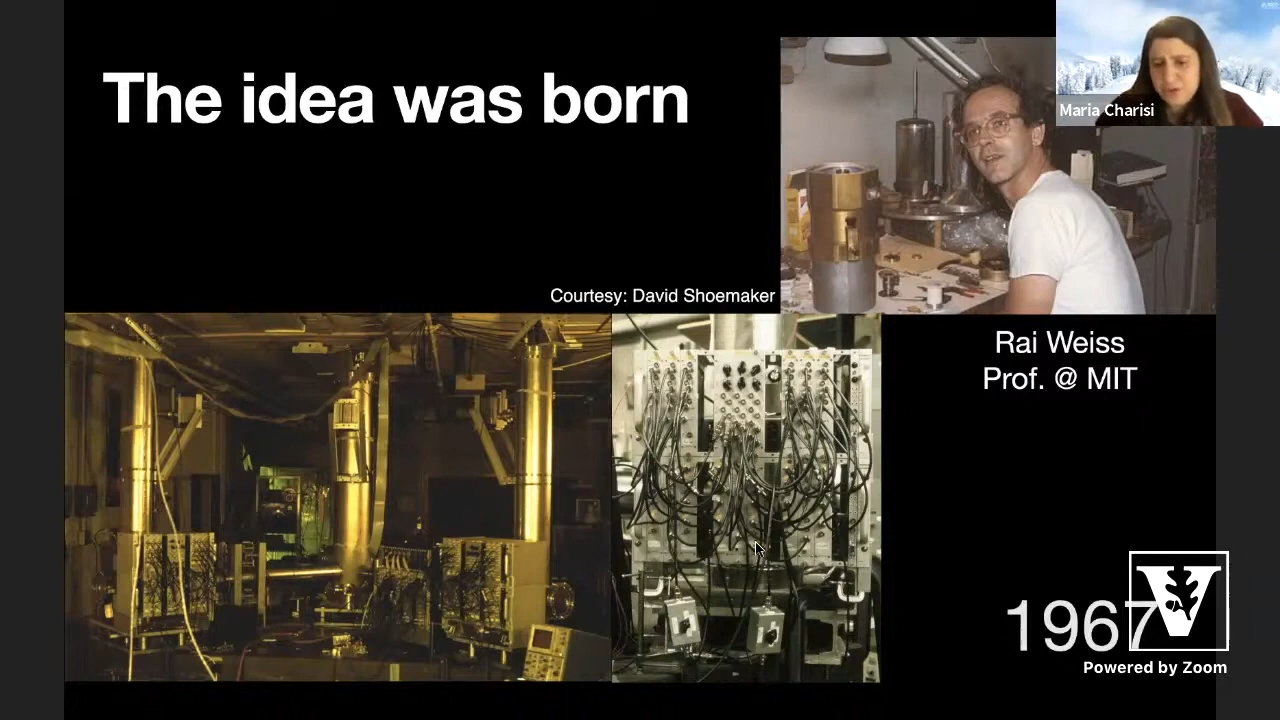 The idea was born
Maria Charisi
Courtesy: David Shoemaker
Rai Weiss
Prof. @ MIT
1967
V
Powered by Zoom